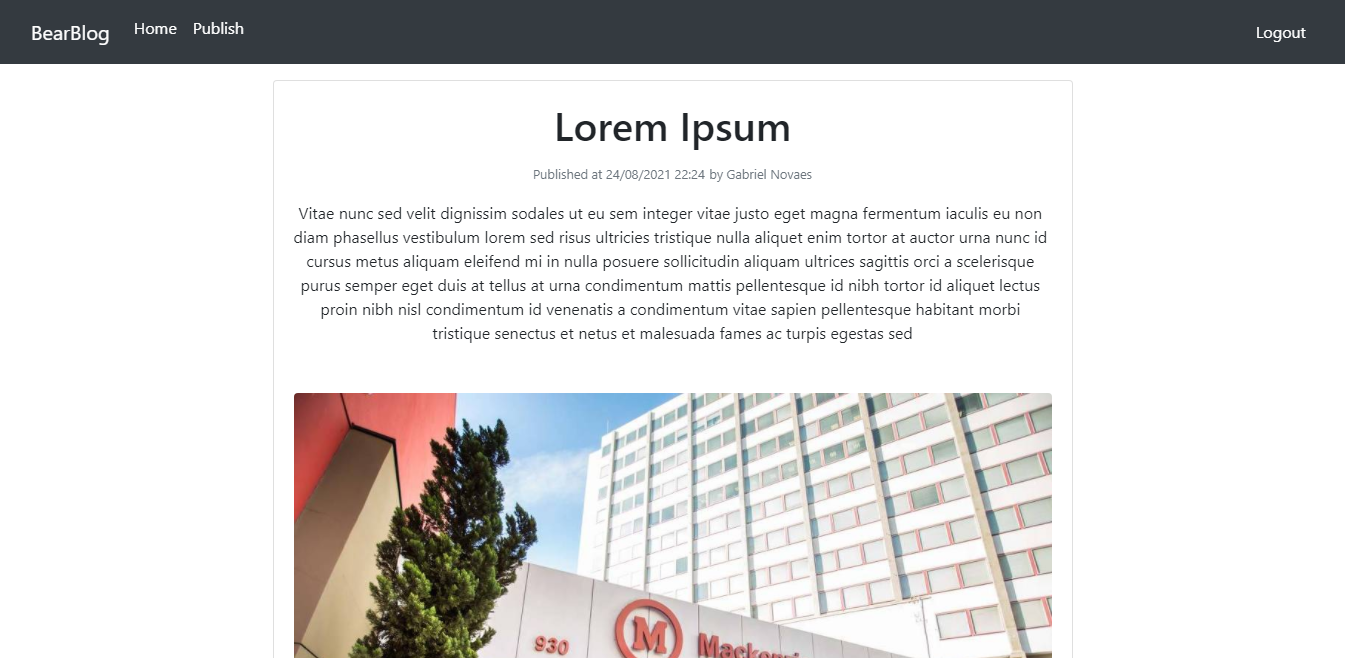 BearBlog Home Publish Logout
Lorem Ipsum
Published at 24/08/2021 22:24 by Gabriel Novaes
Vitae nunc sed velit dignissim sodales ut eu sem integer vitae justo eget magna fermentum iaculis eu non
diam phasellus vestibulum lorem sed risus ultricies tristique nulla aliquet enim tortor at auctor urna nunc id
cursus metus aliquam eleifend mi in nulla posuere sollicitudin aliquam ultrices sagittis orci a scelerisque
purus semper eget duis at tellus at urna condimentum mattis pellentesque id nibh tortor id aliquet lectus
proin nibh nisl condimentum id venenatis a condimentum vitae sapien pellentesque habitant morbi
tristique senectus et netus et malesuada fames ac turpis egestas sed
930 M